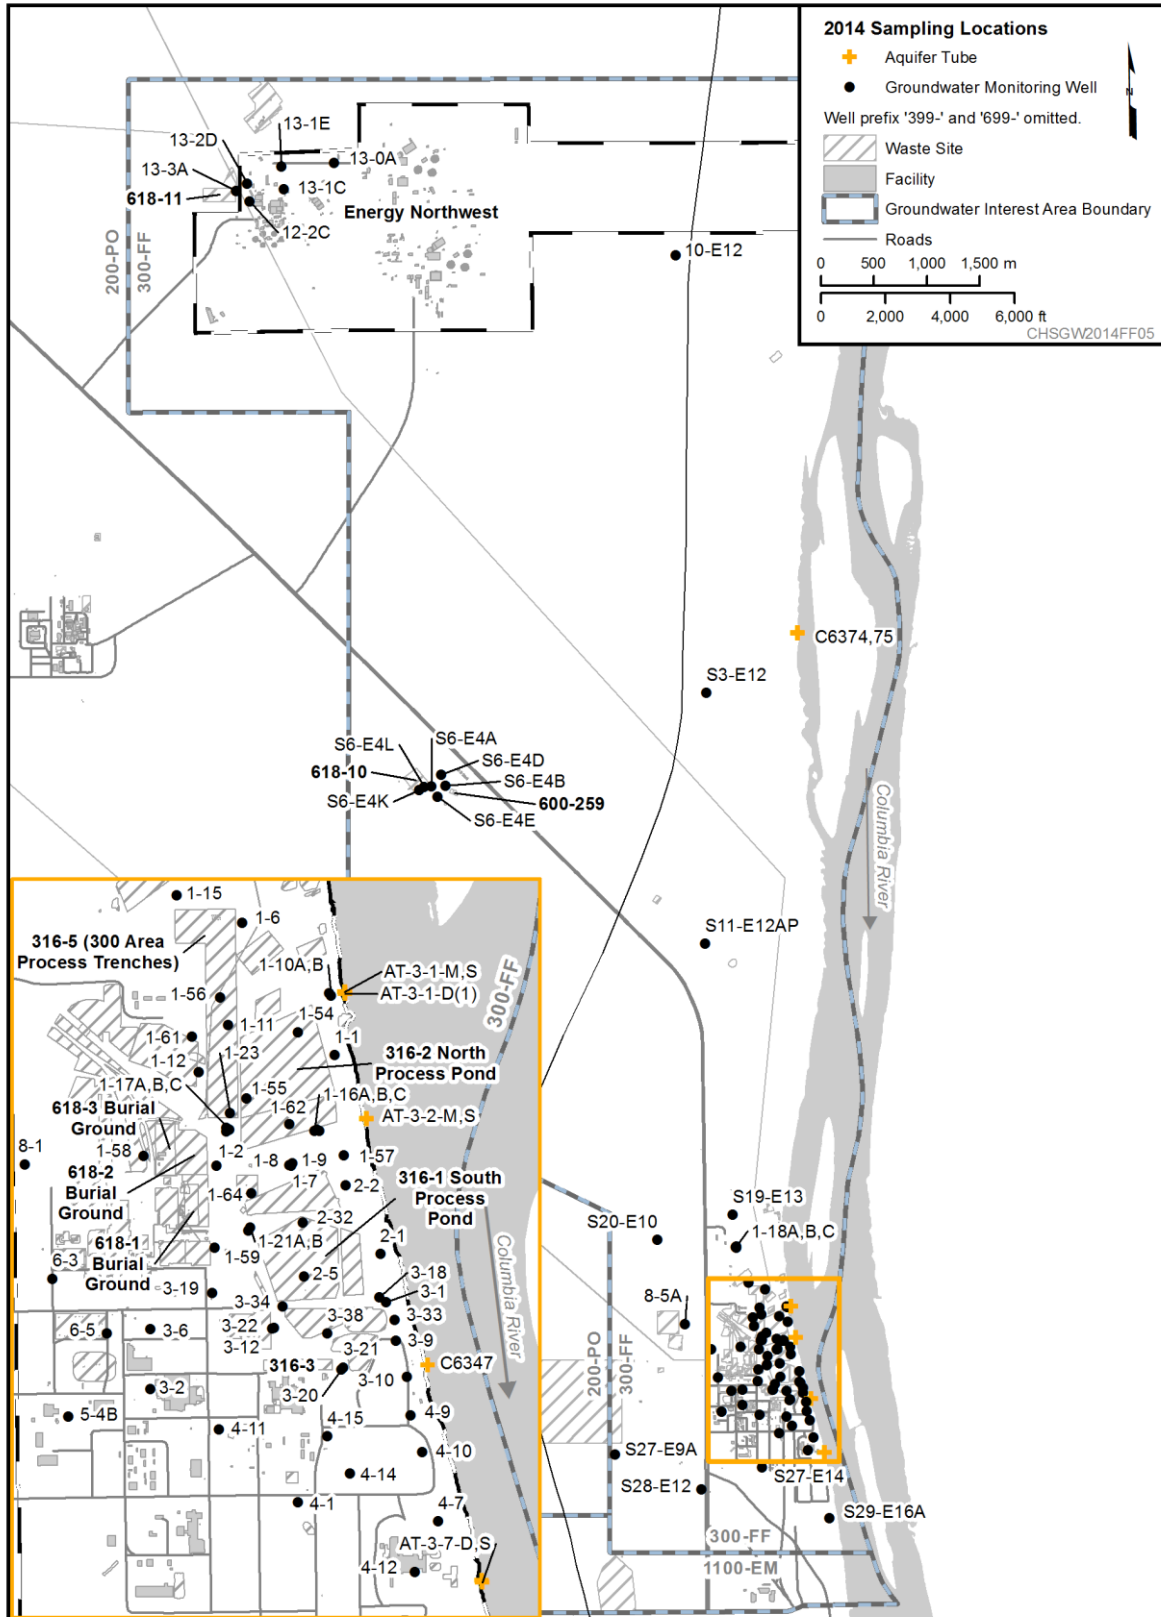 2014 Sampling Locations
Aquifer Tube
Groundwater Monitoring Well
Well prefix '399-' and '699-' omitted.
Waste Site
Facility
Groundwater Interest Area Boundary
Roads
0 500 1,000 1,500 m
0 2,000 4,000 6,000 ft
CHSGW2014FF05
N
13-1E
13-2D
13-0A
13-3A
13-1C
618-11
12-2C
Energy Northwest
200-PO
300-FF
10-E12
C6374,75
S3-E12
S6-E4A
S6-E4L
S6-E4D
618-10
S6-E4B
S6-E4K
600-259
S6-E4E
Columbia River
S11-E12AP
S19-E13
S20-E10
1-18A,B,C
8-5A
200-PO
300-FF
S27-E9A
S27-E14
S28-E12
S29-E16A
300-FF
1100-EM
1-15
1-6
316-5 (300 Area
Process Trenches)
1-10A,B
AT-3-1-M,S
AT-3-1-D(1)
300-FF
1-56
1-54
1-11
1-61
1-1
1-23
1-12
316-2 North
Process Pond
1-17A,B,C
1-55
1-16A,B,C
618-3 Burial
Ground
1-62
AT-3-2-M,S
8-1
1-58
1-2
1-8
1-9
1-57
618-2
Burial
Ground
1-7
316-1 South
Process
Pond
1-64
2-2
2-32
618-1
Burial
Ground
1-21A,B
1-59
2-1
Columbia River
6-3
2-5
3-18
3-19
3-1
3-34
3-38
3-33
6-5
3-6
3-22
3-12
3-21
3-9
316-3
C6347
3-2
3-20
3-10
5-4B
4-15
4-9
4-11
4-10
4-14
4-1
4-7
AT-3-7-D,S
4-12